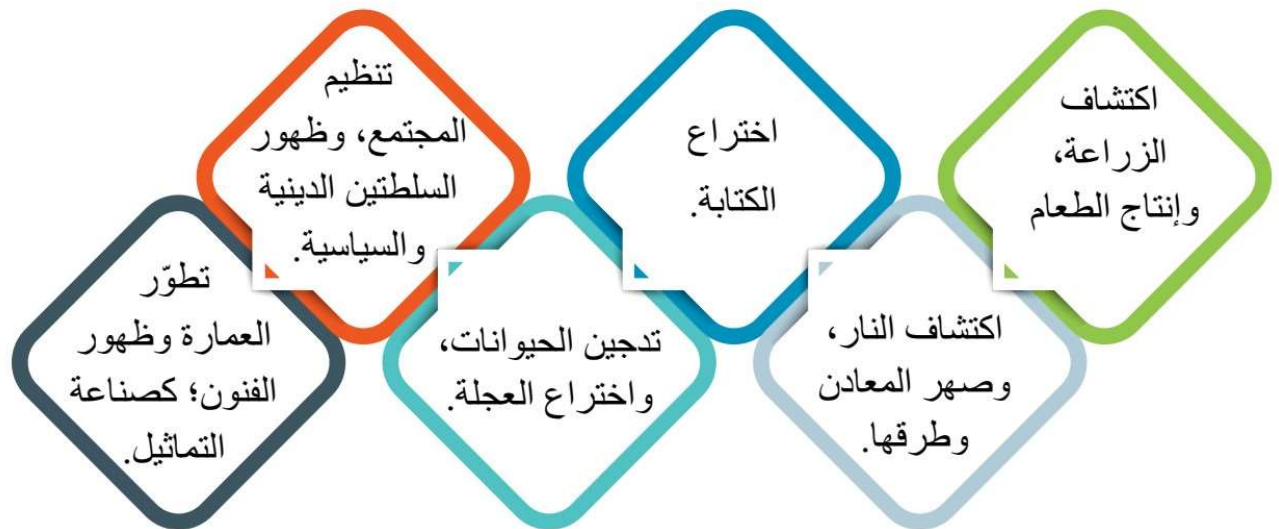 اكتشاف
الزراعة،
وإنتاج الطعام
اكتشاف النار،
وصهر المعادن
وطرقها.
اختراع
الكتابة.
تدجين الحيوانات،
واختراع العجلة.
تنظيم
المجتمع، وظهور
السلطتين الدينية
والسياسية.
تطوّر
العمارة وظهور
الفنون؛ كصناعة
التماثيل.